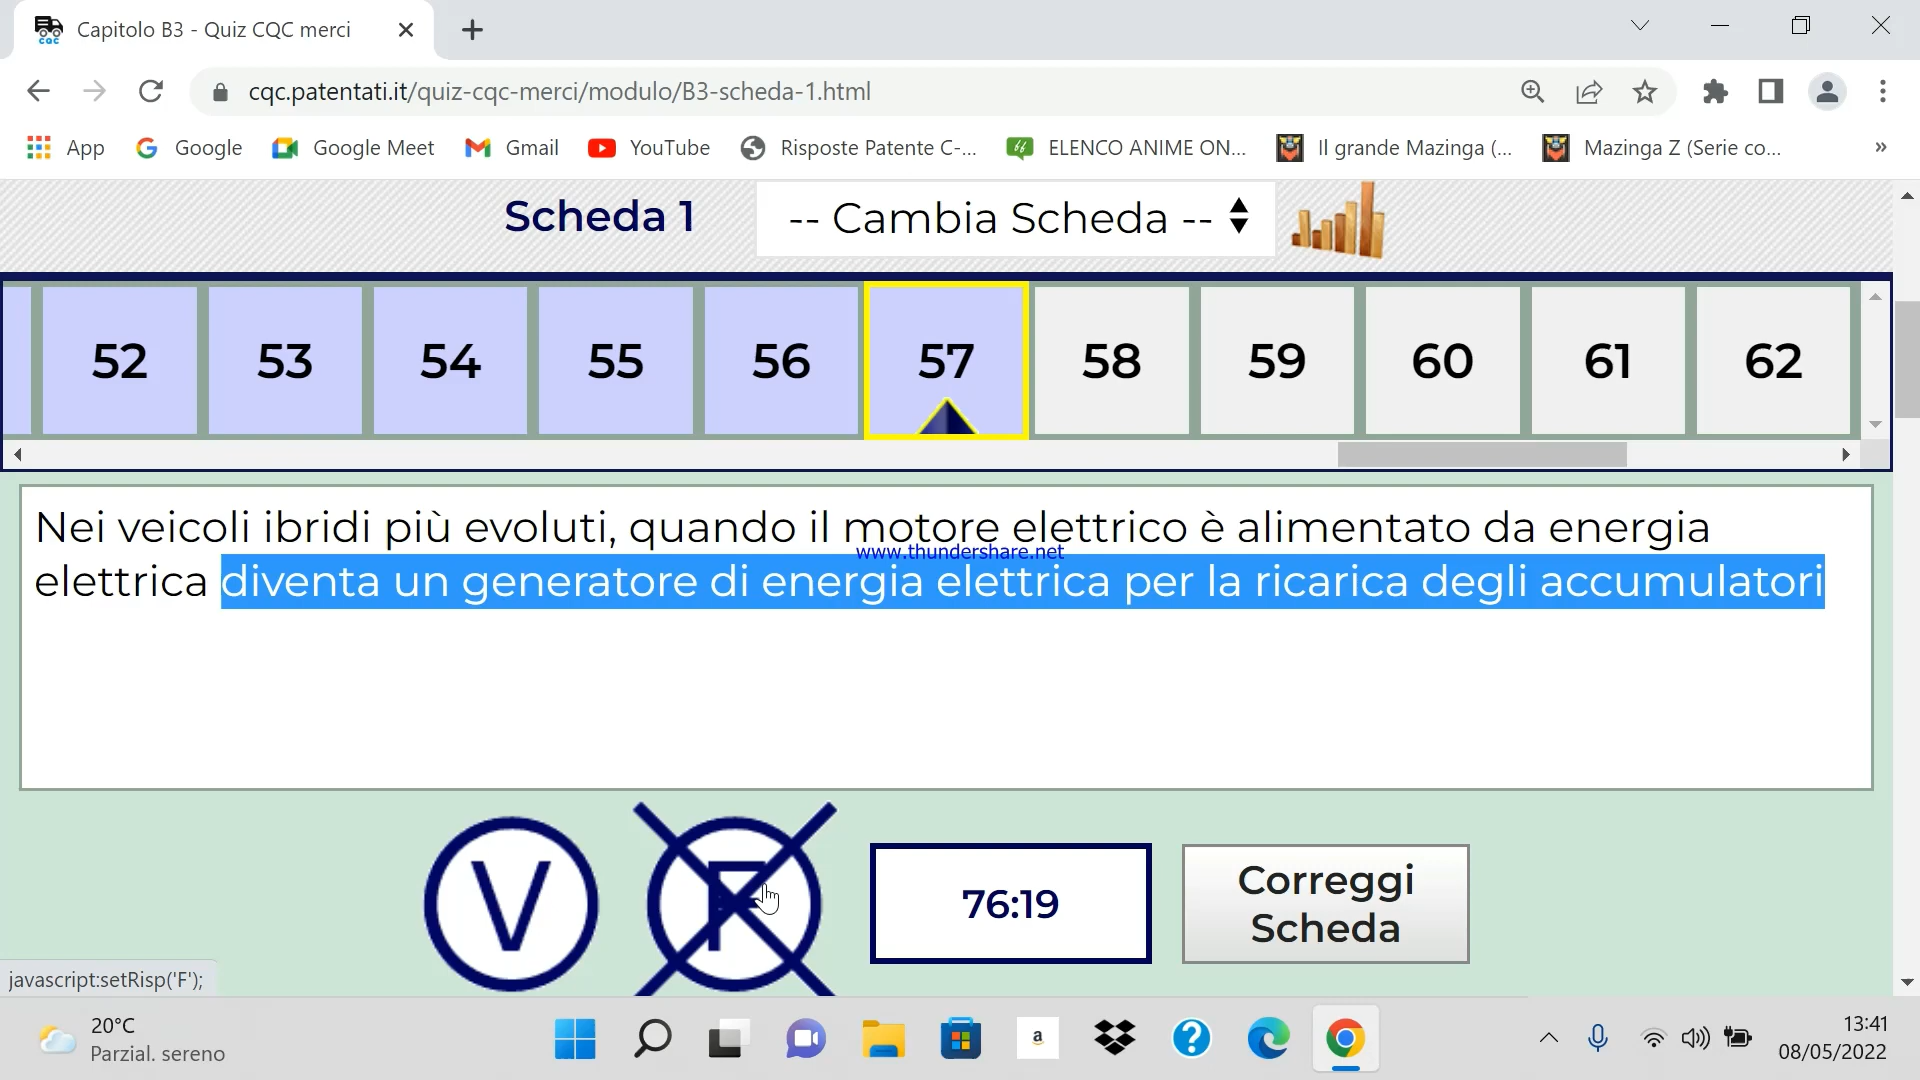 Capitolo B3 - Quiz CQC merci
cqc.patentati.it/quiz-cqc-merci/modulo/B3-scheda-1.html
App
Google
Google Meet
Gmail
YouTube
Risposte Patente C-...
ELENCO ANIME ON...
Il grande Mazinga (...
Mazinga Z (Serie co...
»
Scheda 1
-- Cambia Scheda --
52
53
54
55
56
57
58
59
60
61
62
Nei veicoli ibridi più evoluti, quando il motore elettrico è alimentato da energia
www.thundershare.net
elettrica diventa un generatore di energia elettrica per la ricarica degli accumulatori
V
F
76:19
Correggi
Scheda
javascript:setRisp('F');
20°C
Parzial. sereno
a
13:41
08/05/2022